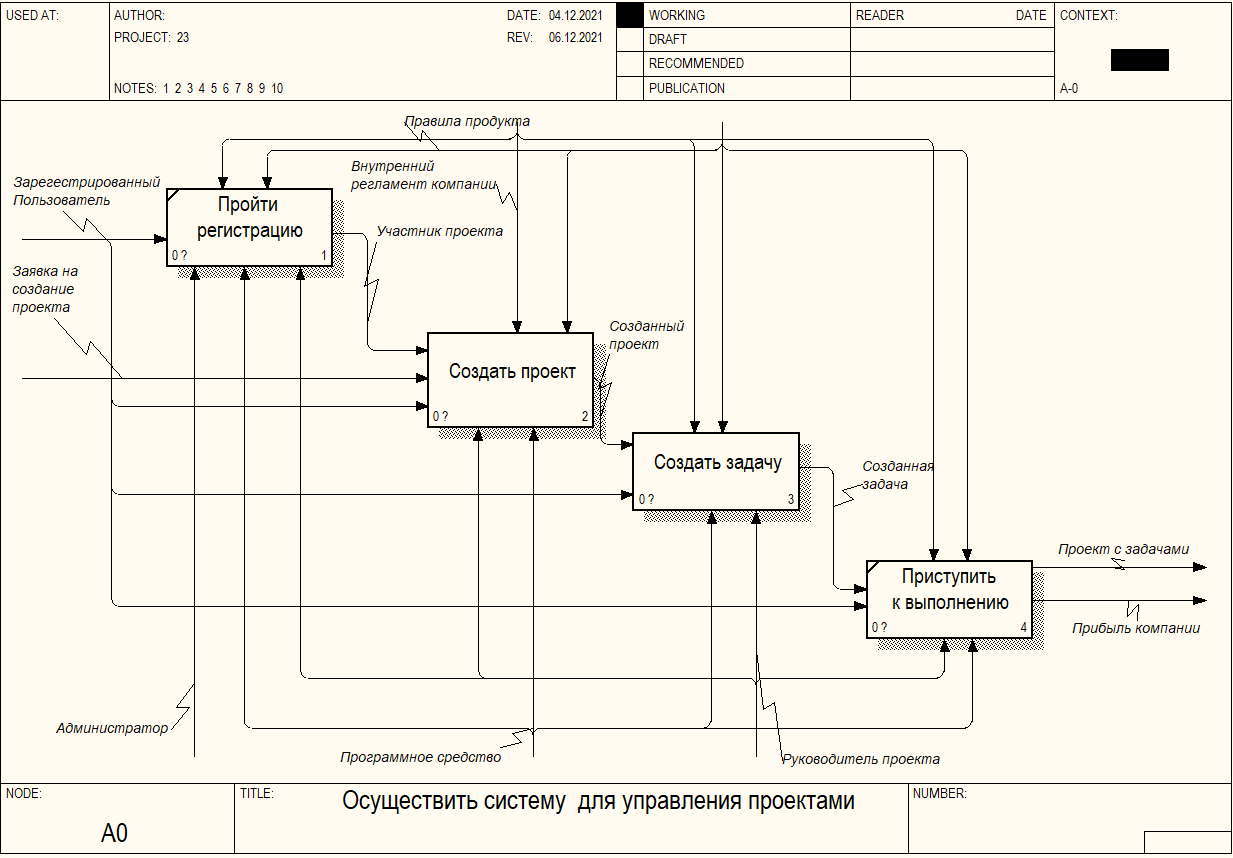 USED AT:
AUTHOR:
DATE: 04.12.2021
PROJECT: 23
REV: 06.12.2021
NOTES: 1 2 3 4 5 6 7 8 9 10
WORKING
DRAFT
RECOMMENDED
PUBLICATION
READER DATE
CONTEXT:
A-0
Правила продукта
Внутренний
регламент компании
Зарегестрированный
Пользователь
Пройти
регистрацию
0 ? 1
Участник проекта
Заявка на
создание
проекта
Созданный
проект
Создать проект
0 ? 2
Создать задачу
0 ? 3
Созданная
задача
Проект с задачами
Приступить
к выполнению
0 ? 4
Прибыль компании
Администратор
Программное средство
Руководитель проекта
NODE:
A0
TITLE:
Осуществить систему для управления проектами
NUMBER: